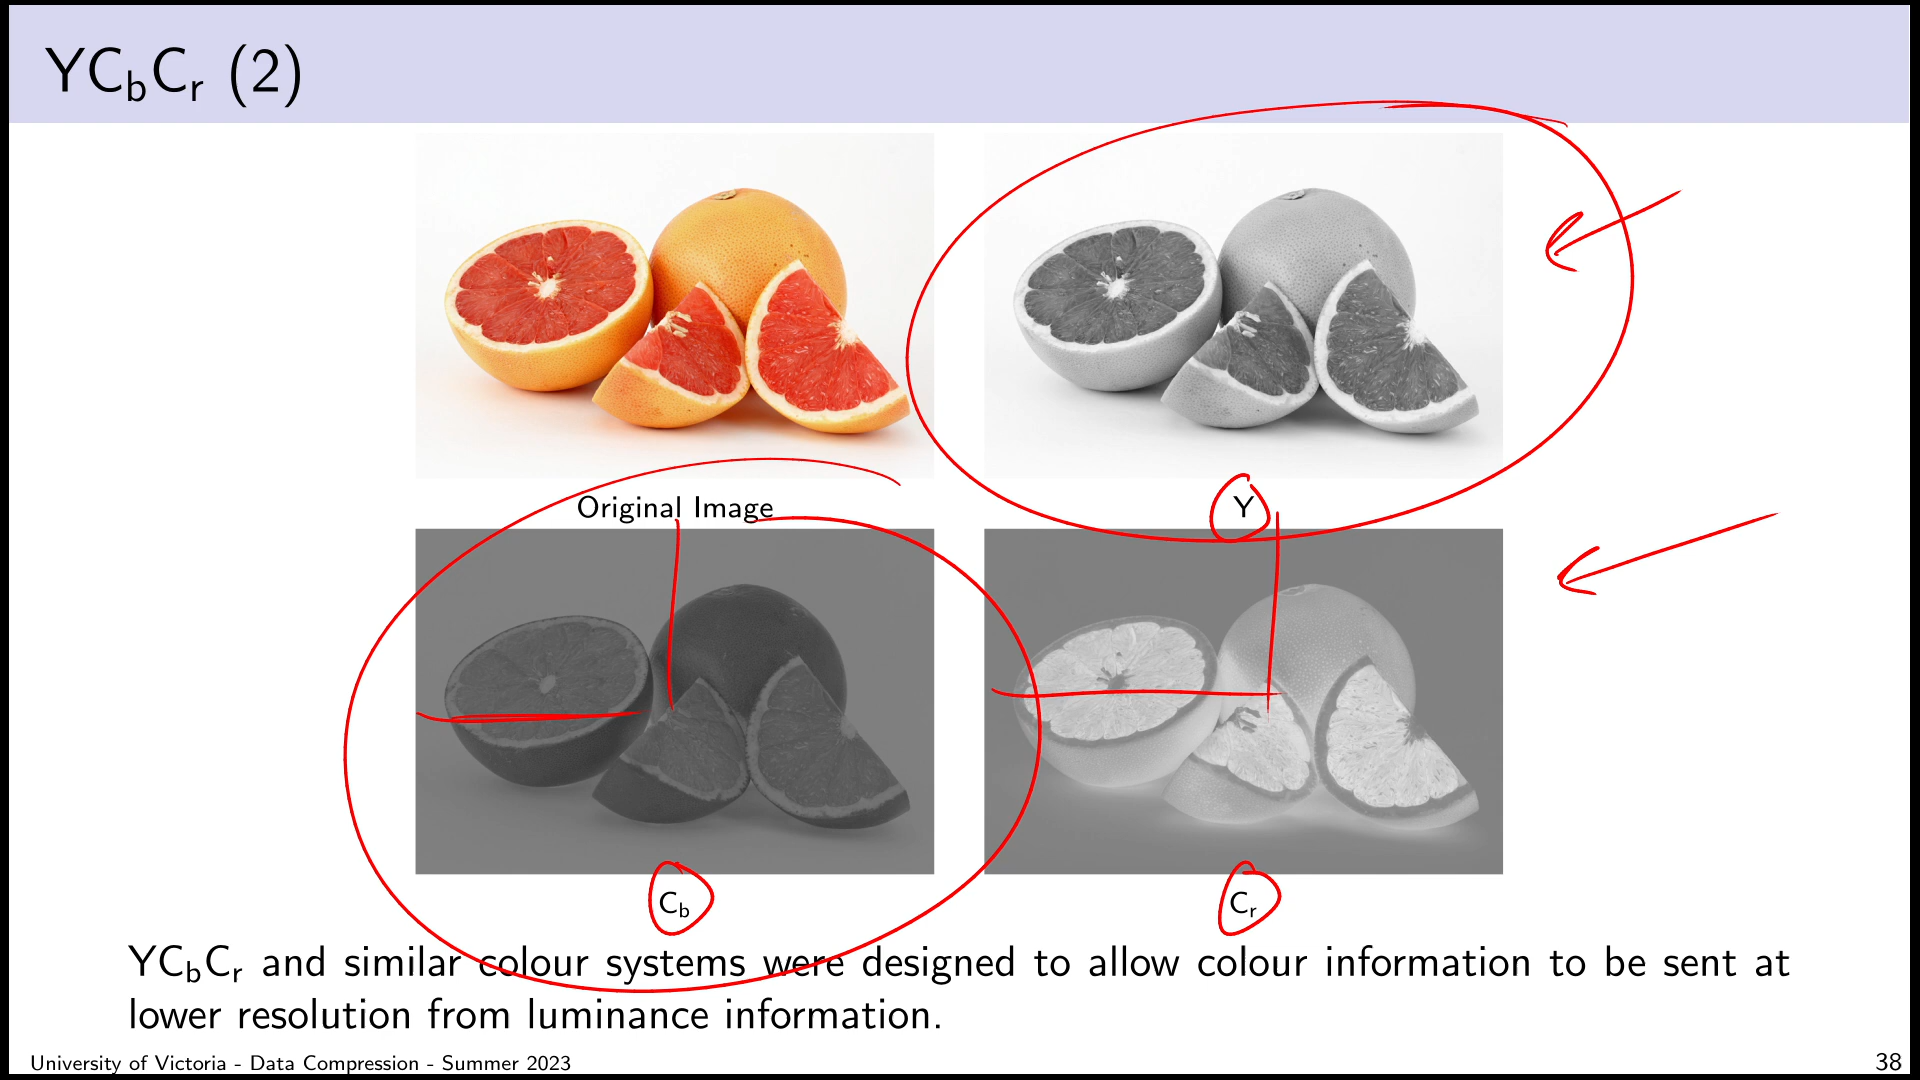 YCbCr (2)
Original Image
Y
Cb
Cr
YCbCr and similar colour systems were designed to allow colour information to be sent at
lower resolution from luminance information.
University of Victoria - Data Compression - Summer 2023
38